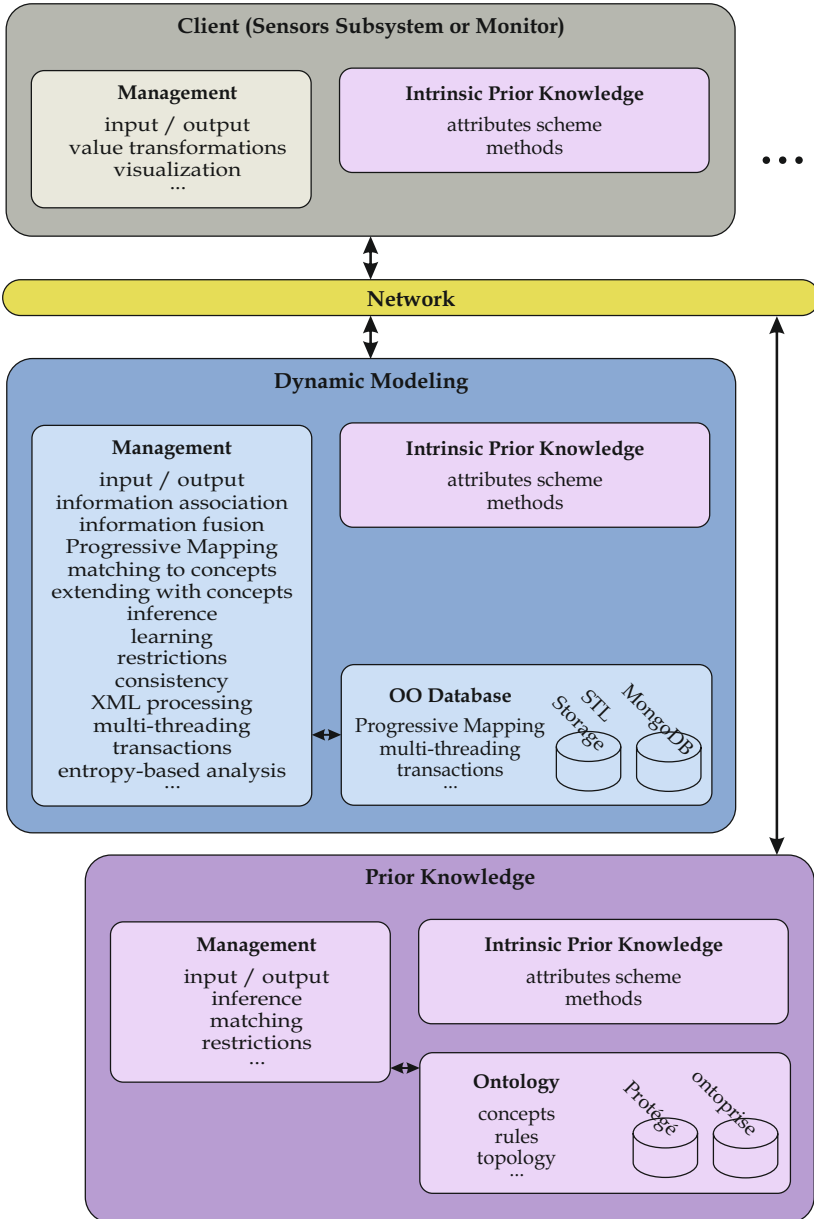 Client (Sensors Subsystem or Monitor)
Management
input / output
value transformations
visualization
...
Intrinsic Prior Knowledge
attributes scheme
methods
...
Network
Dynamic Modeling
Management
input / output
information association
information fusion
Progressive Mapping
matching to concepts
extending with concepts
inference
learning
restrictions
consistency
XML processing
multi-threading
transactions
entropy-based analysis
...
Intrinsic Prior Knowledge
attributes scheme
methods
OO Database
Progressive Mapping
multi-threading
transactions
...
STL
Storage
MongoDB
Prior Knowledge
Management
input / output
inference
matching
restrictions
...
Intrinsic Prior Knowledge
attributes scheme
methods
Ontology
concepts
rules
topology
...
Protégé
ontoprise